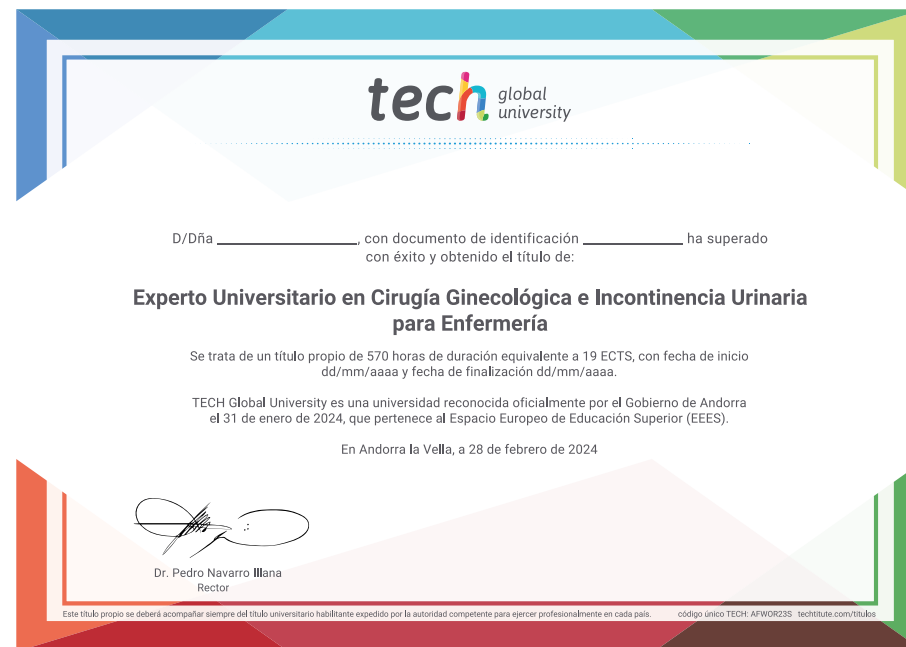 tech global university
D/Dña ____________________, con documento de identificación ______________ ha superado
con éxito y obtenido el título de:
Experto Universitario en Cirugía Ginecológica e Incontinencia Urinaria
para Enfermería
Se trata de un título propio de 570 horas de duración equivalente a 19 ECTS, con fecha de inicio
dd/mm/aaaa y fecha de finalización dd/mm/aaaa.
TECH Global University es una universidad reconocida oficialmente por el Gobierno de Andorra
el 31 de enero de 2024, que pertenece al Espacio Europeo de Educación Superior (EEES).
En Andorra la Vella, a 28 de febrero de 2024
Dr. Pedro Navarro Illana
Rector
Este título propio se deberá acompañar siempre del título universitario habilitante expedido por la autoridad competente para ejercer profesionalmente en cada país. código único TECH: AFWOR23S techtitute.com/titulos